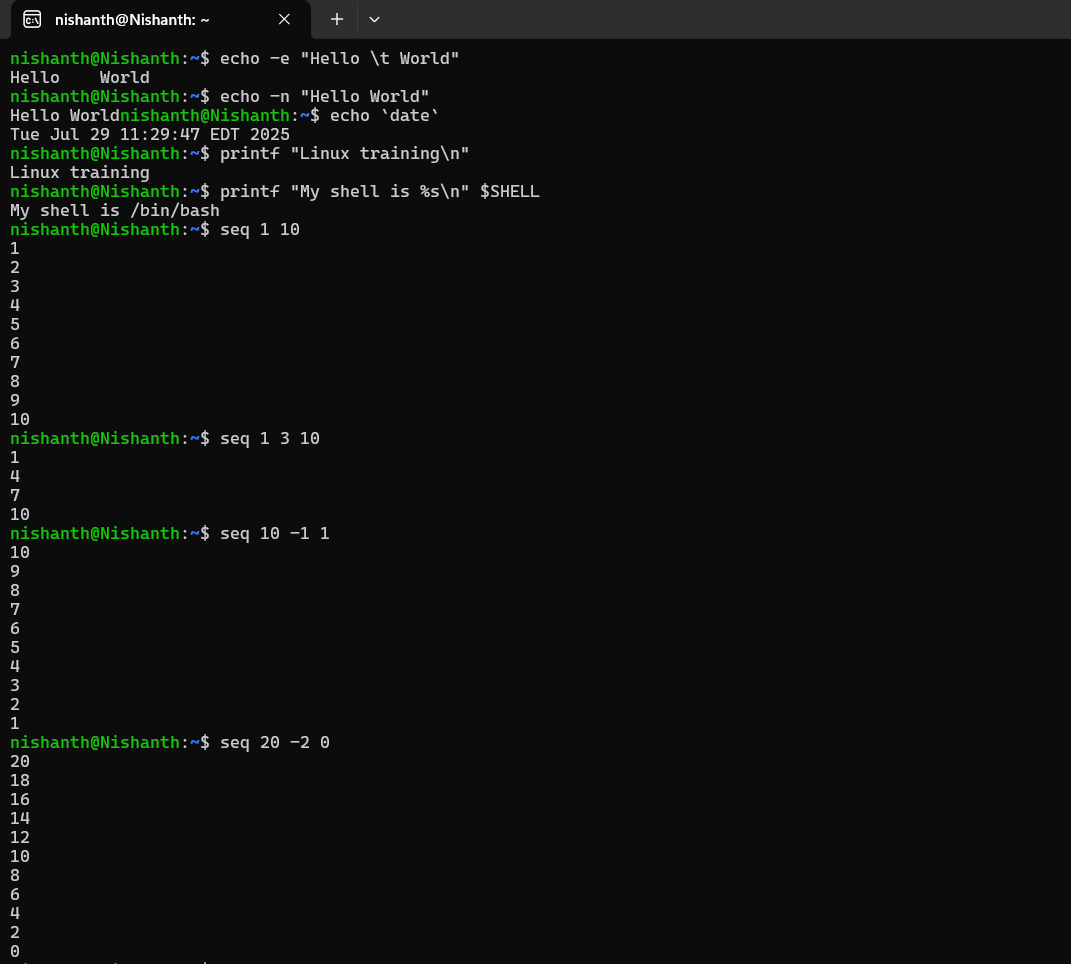 nishanth@Nishanth: ~
nishanth@Nishanth:~$ echo -e "Hello \t World"
Hello    World
nishanth@Nishanth:~$ echo -n "Hello World"
Hello Worldnishanth@Nishanth:~$ echo `date`
Tue Jul 29 11:29:47 EDT 2025
nishanth@Nishanth:~$ printf "Linux training\n"
Linux training
nishanth@Nishanth:~$ printf "My shell is %s\n" $SHELL
My shell is /bin/bash
nishanth@Nishanth:~$ seq 1 10
1
2
3
4
5
6
7
8
9
10
nishanth@Nishanth:~$ seq 1 3 10
1
4
7
10
nishanth@Nishanth:~$ seq 10 -1 1
10
9
8
7
6
5
4
3
2
1
nishanth@Nishanth:~$ seq 20 -2 0
20
18
16
14
12
10
8
6
4
2
0